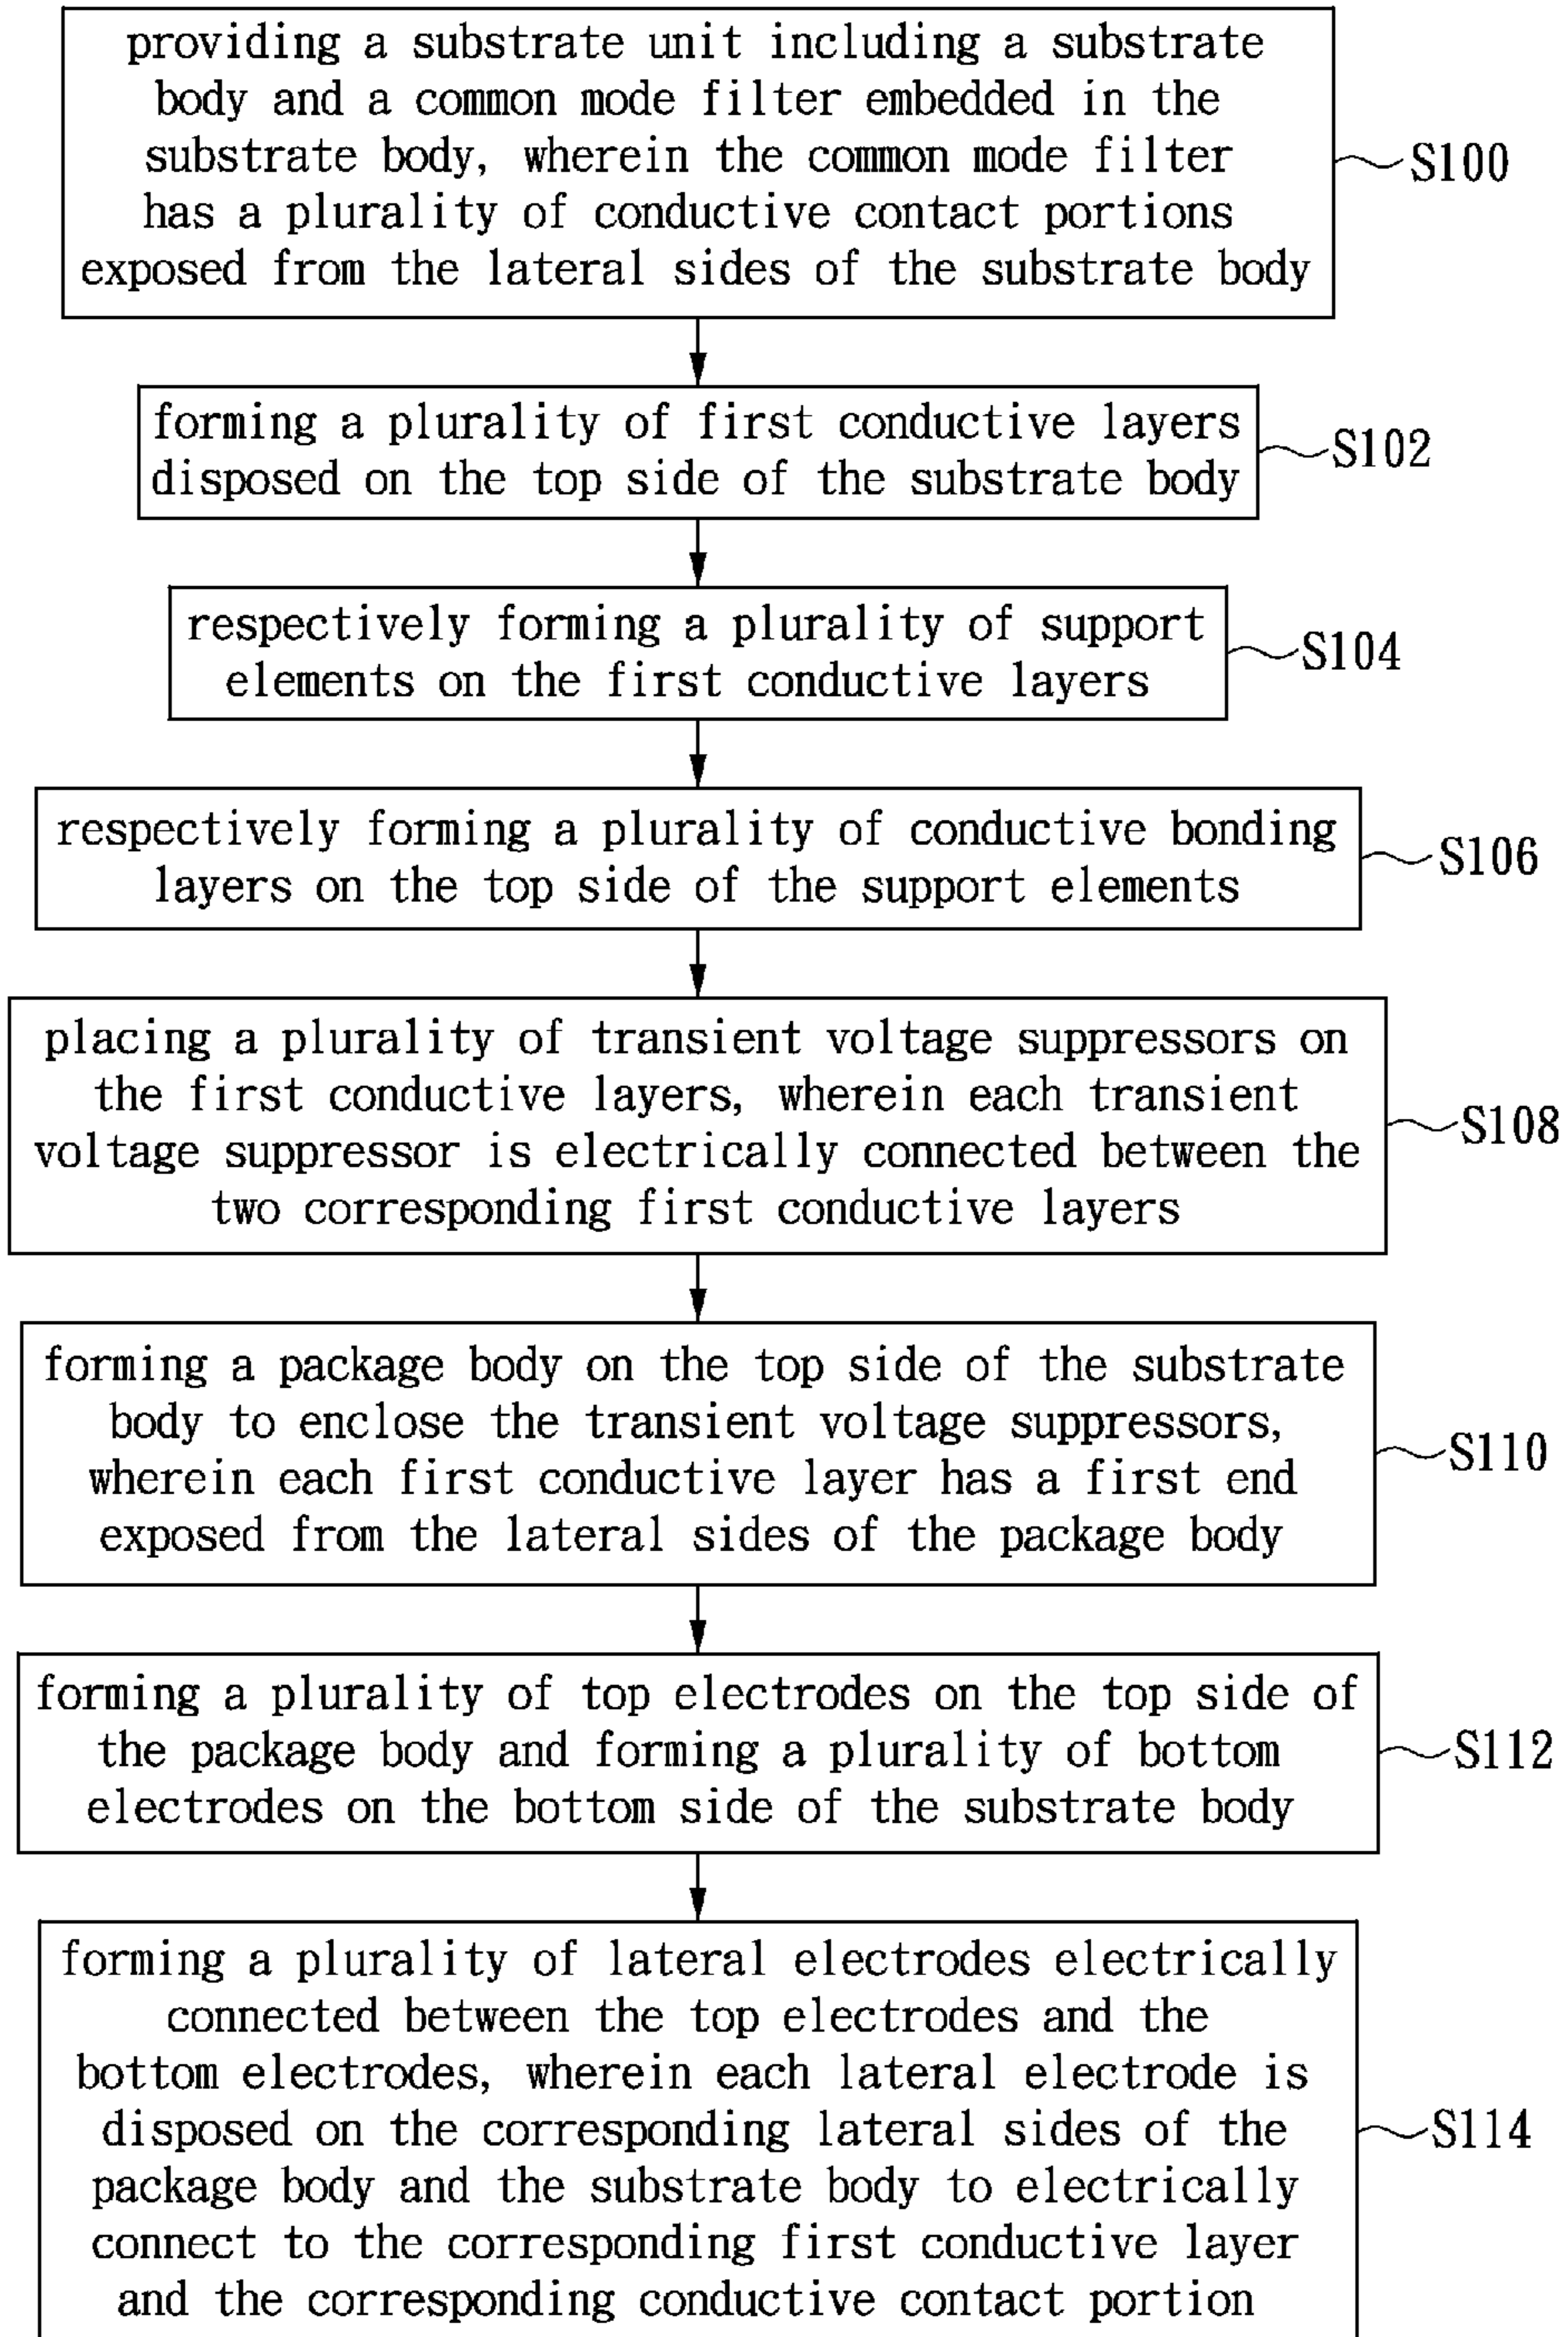 providing a substrate unit including a substrate
body and a common mode filter embedded in the
substrate body, wherein the common mode filter
has a plurality of conductive contact portions
exposed from the lateral sides of the substrate body
S100
forming a plurality of first conductive layers
disposed on the top side of the substrate body
S102
respectively forming a plurality of support
elements on the first conductive layers
S104
respectively forming a plurality of conductive bonding
layers on the top side of the support elements
S106
placing a plurality of transient voltage suppressors on
the first conductive layers, wherein each transient
voltage suppressor is electrically connected between the
two corresponding first conductive layers
S108
forming a package body on the top side of the substrate
body to enclose the transient voltage suppressors,
wherein each first conductive layer has a first end
exposed from the lateral sides of the package body
S110
forming a plurality of top electrodes on the top side of
the package body and forming a plurality of bottom
electrodes on the bottom side of the substrate body
S112
forming a plurality of lateral electrodes electrically
connected between the top electrodes and the
bottom electrodes, wherein each lateral electrode is
disposed on the corresponding lateral sides of the
package body and the substrate body to electrically
connect to the corresponding first conductive layer
and the corresponding conductive contact portion
S114